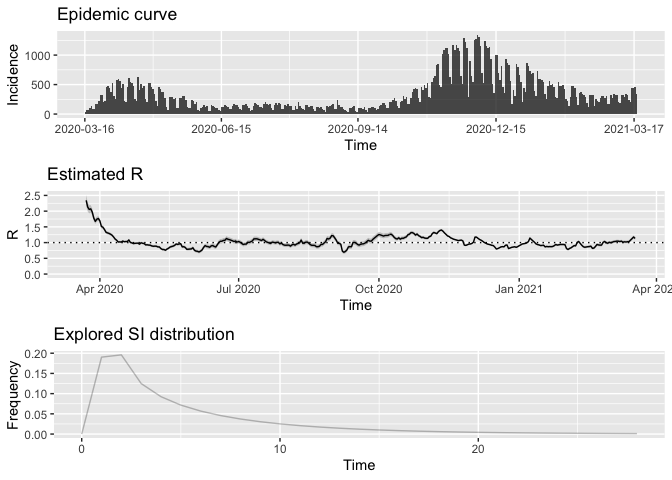 Epidemic curve
Incidence
1000
500
0
2020-03-16 2020-06-15 2020-09-14 2020-12-15 2021-03-17
Time
Estimated R
R
2.5
2.0
1.5
1.0
0.5
0.0
Apr 2020 Jul 2020 Oct 2020 Jan 2021 Apr 202
Time
Explored SI distribution
Frequency
0.20
0.15
0.10
0.05
0.00
0 10 20
Time